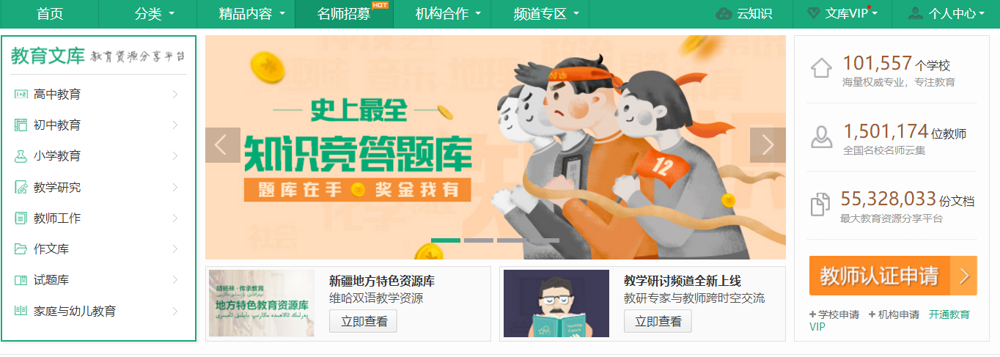 首页 分类 精品内容 名师招募 HOT 机构合作 频道专区 云知识 文库VIP 个人中心
教育文库 教育资源分享平台
高中教育
初中教育
小学教育
教学研究
教师工作
作文库
试题库
家庭与幼儿教育
史上最全
知识竞答题库
题库在手 奖金我有
12
社会
胡杨林·传承教育
地方特色教育资源库
新疆地方特色资源库
维哈双语教学资源
立即查看
教学研讨频道全新上线
教研专家与教师跨时空交流
立即查看
101,557 个学校
海量权威专业，专注教育
1,501,174 位教师
全国名校名师云集
55,328,033 份文档
最大教育资源分享平台
教师认证申请
+ 学校申请 + 机构申请 开通教育
VIP